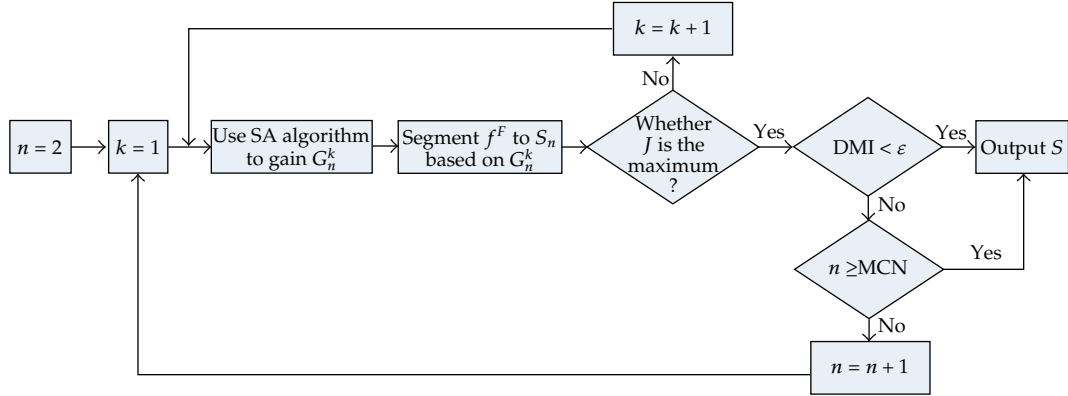 k = k + 1
No
n = 2
k = 1
Use SA algorithm
to gain G_n^k
Segment f^F to S_n
based on G_n^k
Whether
J is the
maximum
?
Yes
DMI < ε
Yes
Output S
No
n ≥MCN
Yes
No
n = n + 1